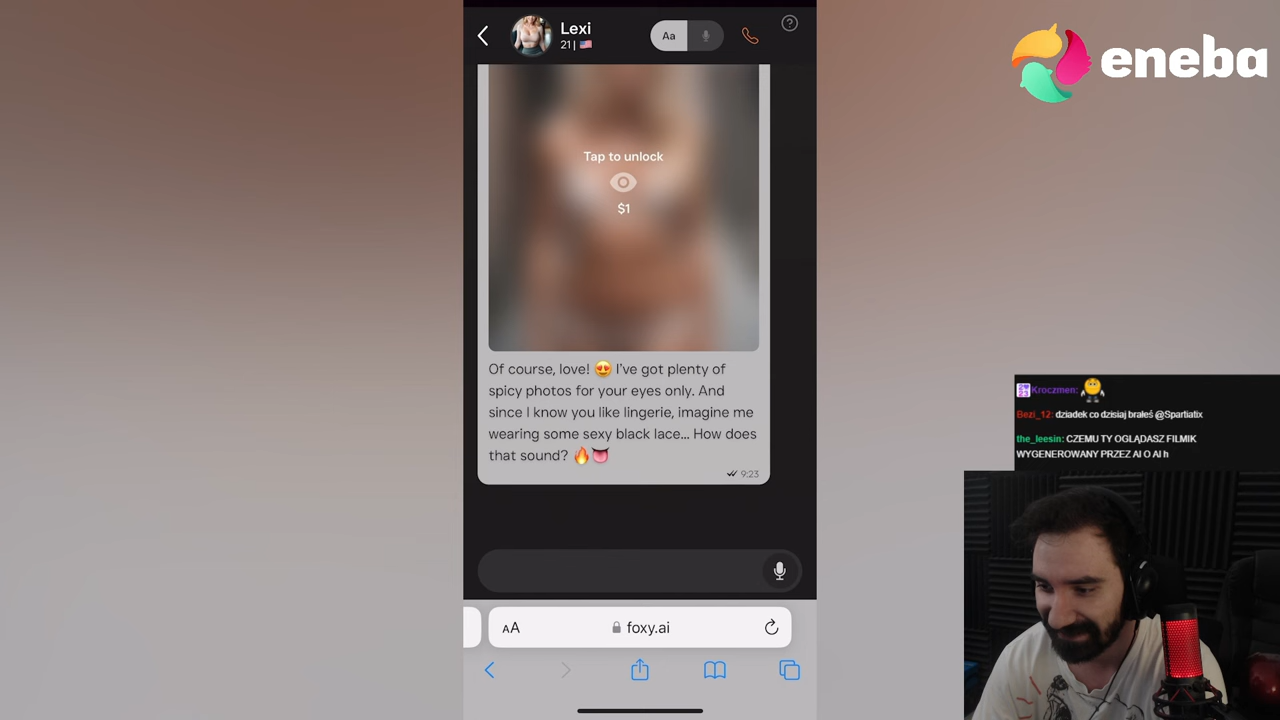 Lexi
21 |
Aa
?
eneba
Tap to unlock
$1
Of course, love! 😍 I've got plenty of
spicy photos for your eyes only. And
since I know you like lingerie, imagine me
wearing some sexy black lace... How does
that sound? 🔥👅
9:23
Kroczmen:
Bezi_12: dziadek co dzisiaj brałeś @Spartiatix
the_leesin: CZEMU TY OGLĄDASZ FILMIK
WYGENEROWANY PRZEZ AI O AI h
AA
foxy.ai